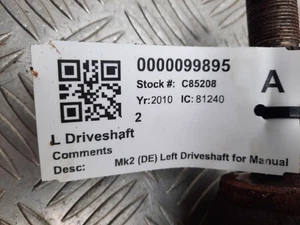 0000099895
Stock #: C85208
A
Yr:2010 IC: 81240
2
L Driveshaft
Comments
Desc: Mk2 (DE) Left Driveshaft for Manual